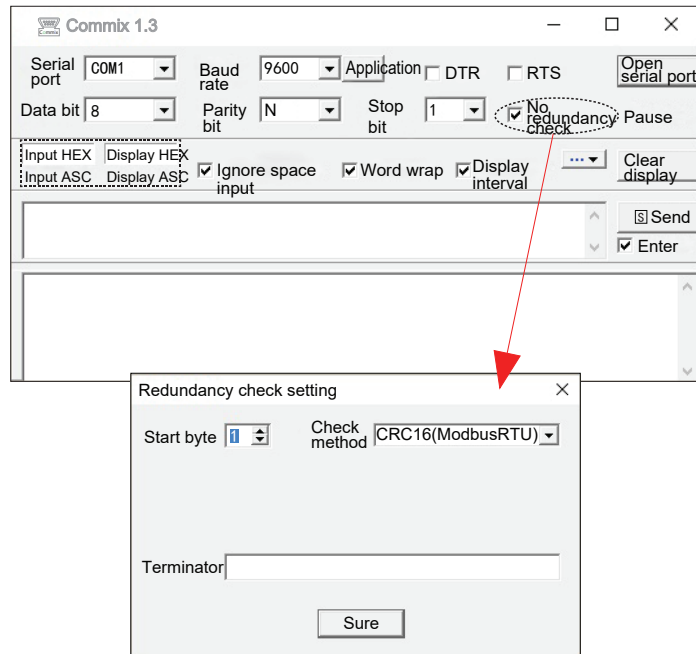 Commix 1.3
Serial port COM1 Baud rate 9600 Application DTR RTS Open serial port
Data bit 8 Parity bit N Stop bit 1 No redundancy check Pause
Input HEX Display HEX
Input ASC Display ASC
Ignore space input Word wrap Display interval ... Clear display
S Send
Enter
Redundancy check setting
Start byte 1 Check method CRC16(ModbusRTU)
Terminator
Sure